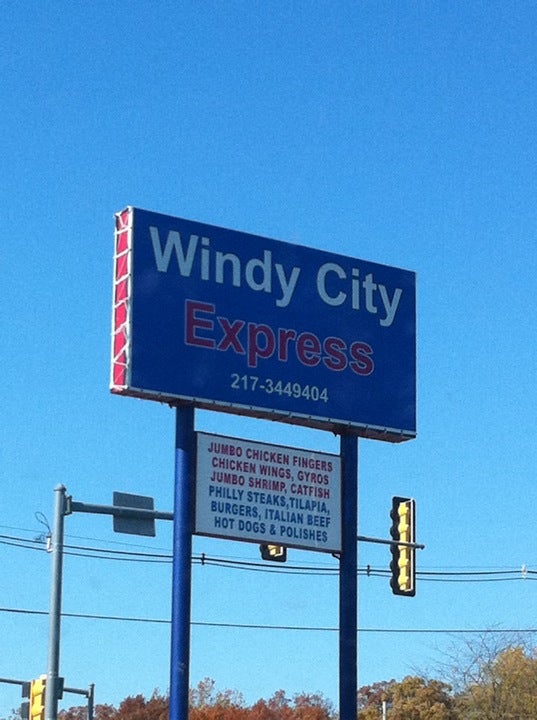 Windy City
Express
217-3449404
JUMBO CHICKEN FINGERS
CHICKEN WINGS, GYROS
JUMBO SHRIMP, CATFISH
PHILLY STEAKS,TILAPIA,
BURGERS, ITALIAN BEEF
HOT DOGS & POLISHES